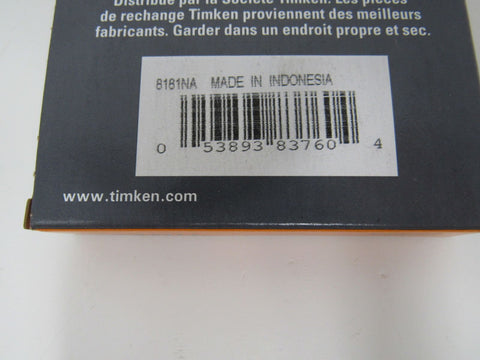 Distribué par la Société Timken. Les pièces
de rechange Timken proviennent des meilleurs
fabricants. Garder dans un endroit propre et sec.
8181NA MADE IN INDONESIA
0 53893 83760 4
www.timken.com